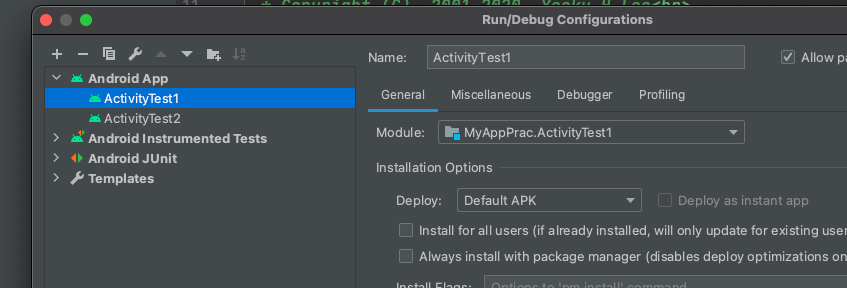 11 * Copyright (C) 2001-2020, Yooku H Lee<br>
Run/Debug Configurations
Name: ActivityTest1 Allow pa
Android App
ActivityTest1
ActivityTest2
Android Instrumented Tests
Android JUnit
Templates
General Miscellaneous Debugger Profiling
Module: MyAppPrac.ActivityTest1
Installation Options
Deploy: Default APK Deploy as instant app
Install for all users (if already installed, will only update for existing user
Always install with package manager (disables deploy optimizations on
Install Flags: Options to 'pm install' command